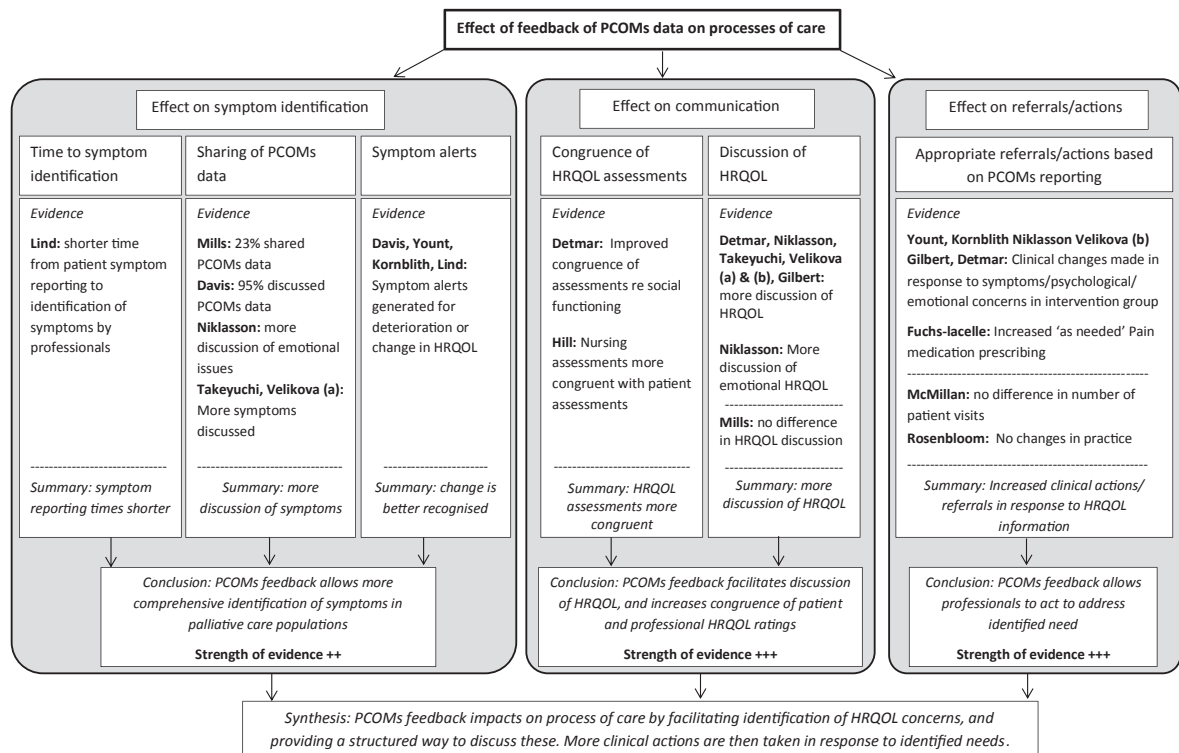 Effect of feedback of PCOMs data on processes of care
Effect on symptom identification
Time to symptom
identification
Evidence
Lind: shorter time
from patient symptom
reporting to
identification of
symptoms by
professionals
------------------------------
Summary: symptom
reporting times shorter
Sharing of PCOMs
data
Evidence
Mills: 23% shared
PCOMs data
Davis: 95% discussed
PCOMs data
Niklasson: more
discussion of emotional
issues
Takeyuchi, Velikova (a):
More symptoms
discussed
--------------------------------
Summary: more
discussion of symptoms
Symptom alerts
Evidence
Davis, Yount,
Kornblith, Lind:
Symptom alerts
generated for
deterioration or
change in HRQOL
-----------------------
Summary: change is
better recognised
Conclusion: PCOMs feedback allows more
comprehensive identification of symptoms in
palliative care populations
Strength of evidence ++
Effect on communication
Congruence of
HRQOL assessments
Evidence
Detmar: Improved
congruence of
assessments re social
functioning
Hill: Nursing
assessments more
congruent with patient
assessments
------------------------------
Summary: HRQOL
assessments more
congruent
Discussion of
HRQOL
Evidence
Detmar, Niklasson,
Takeyuchi, Velikova
(a) & (b), Gilbert:
more discussion of
HRQOL
Niklasson: More
discussion of
emotional HRQOL
-------------------------
Mills: no difference
in HRQOL discussion
-------------------------
Summary: more
discussion of HRQOL
Conclusion: PCOMs feedback facilitates discussion
of HRQOL, and increases congruence of patient
and professional HRQOL ratings
Strength of evidence +++
Effect on referrals/actions
Appropriate referrals/actions based
on PCOMs reporting
Evidence
Yount, Kornblith Niklasson Velikova (b)
Gilbert, Detmar: Clinical changes made in
response to symptoms/psychological/
emotional concerns in intervention group
Fuchs-lacelle: Increased ‘as needed’ Pain
medication prescribing
----------------------------------------------------
McMillan: no difference in number of
patient visits
Rosenbloom: No changes in practice
----------------------------------------------------
Summary: Increased clinical actions/
referrals in response to HRQOL
information
Conclusion: PCOMs feedback allows
professionals to act to address
identified need
Strength of evidence +++
Synthesis: PCOMs feedback impacts on process of care by facilitating identification of HRQOL concerns, and
providing a structured way to discuss these. More clinical actions are then taken in response to identified needs.